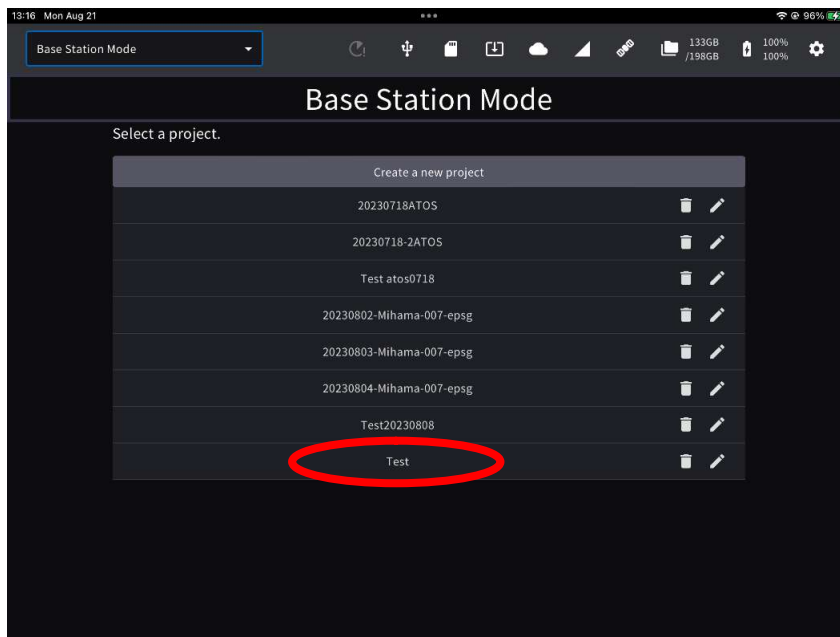 13:16 Mon Aug 21
96%
Base Station Mode
133GB
/198GB
100%
100%
Base Station Mode
Select a project.
Create a new project
20230718ATOS
20230718-2ATOS
Test atos0718
20230802-Mihama-007-epsg
20230803-Mihama-007-epsg
20230804-Mihama-007-epsg
Test20230808
Test